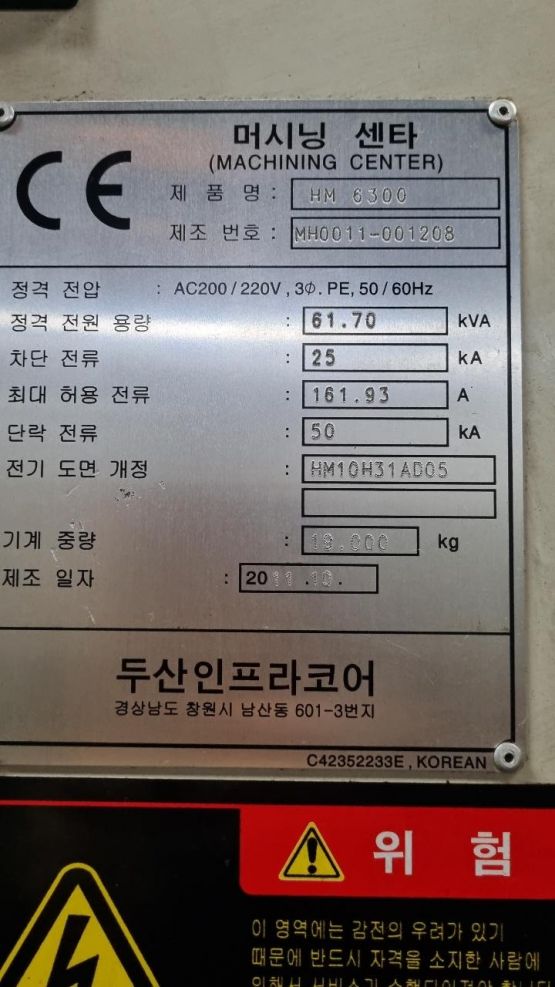 CE
머시닝 센타
(MACHINING CENTER)
제 품 명 : HM 6300
제조 번호 : MH0011-001208
정격 전압 : AC200/220V, 3Φ. PE, 50/60Hz
정격 전원 용량 : 61.70 kVA
차단 전류 : 25 kA
최대 허용 전류 : 161.93 A
단락 전류 : 50 kA
전기 도면 개정 : HM10H31AD05
기계 중량 : 19.000 kg
제조 일자 : 2011.10.
두산인프라코어
경상남도 창원시 남산동 601-3번지
C42352233E, KOREAN
위 험
이 영역에는 감전의 우려가 있기
때문에 반드시 자격을 소지한 사람에